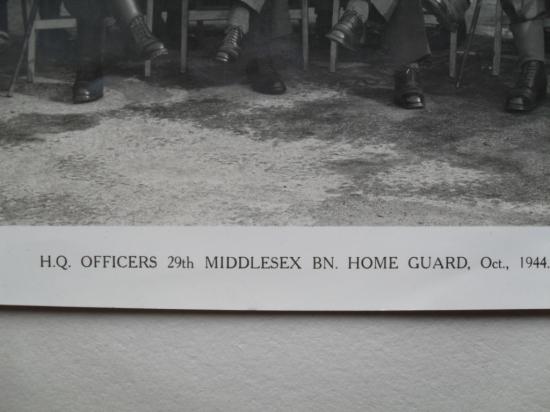 H.Q. OFFICERS 29th MIDDLESEX BN. HOME GUARD, Oct., 1944.